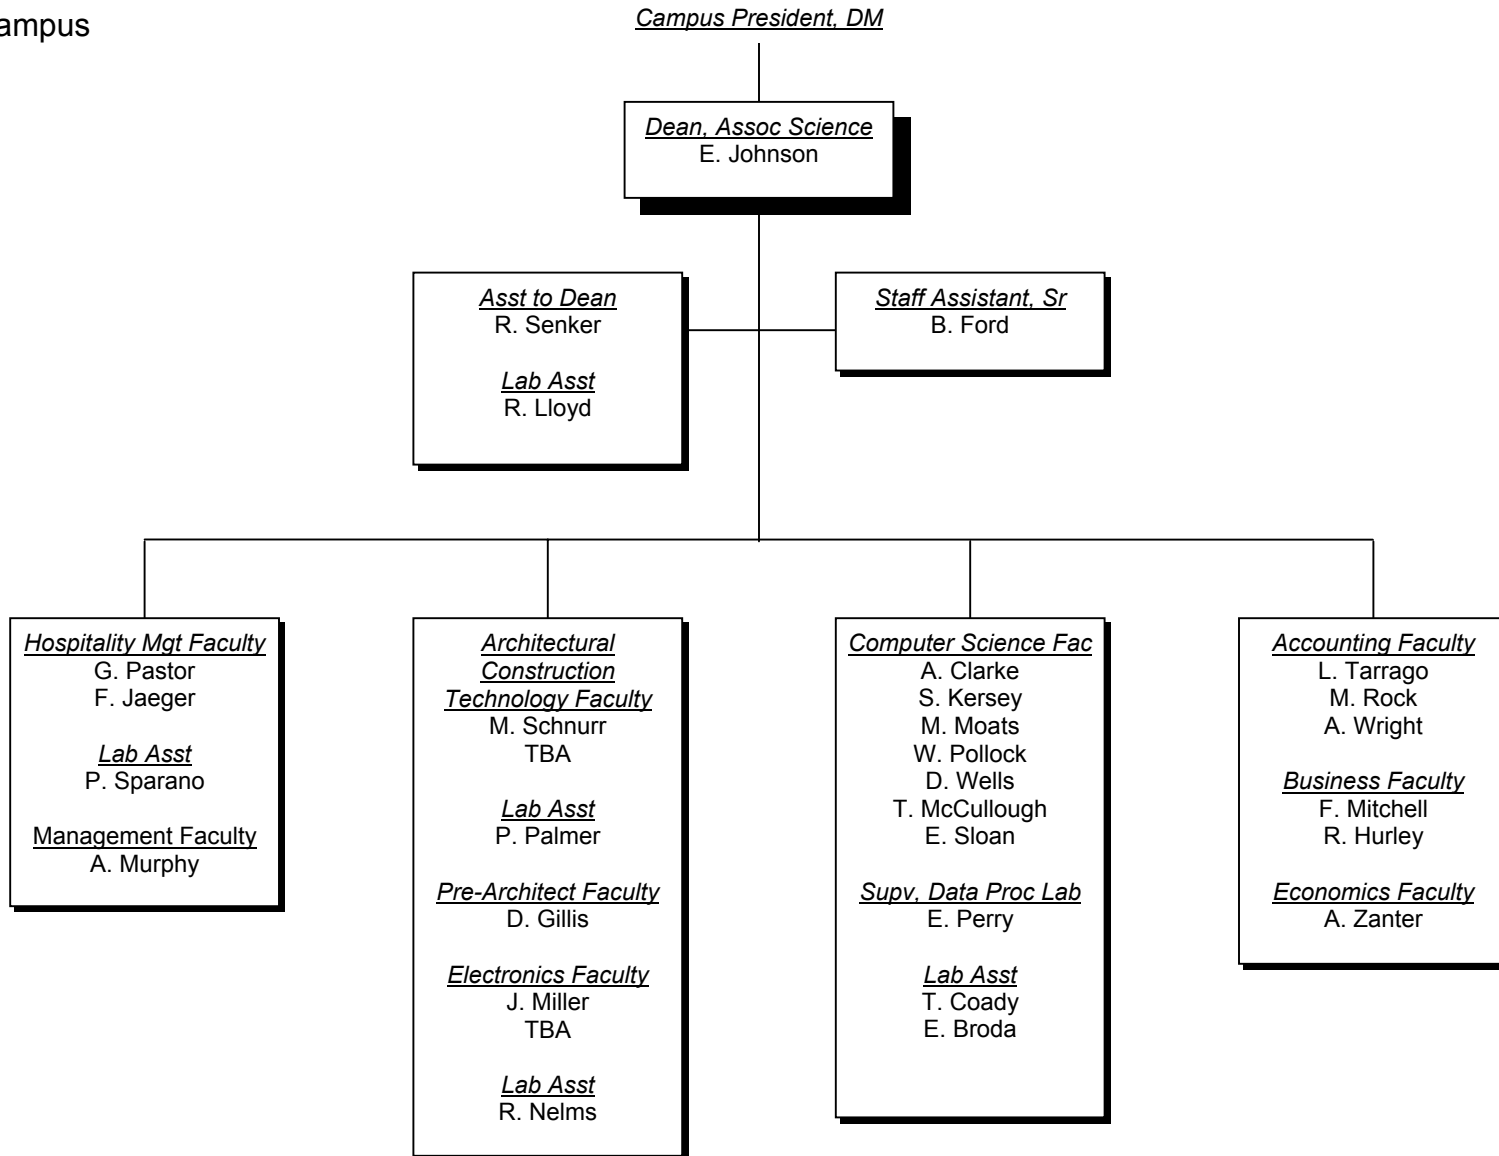 ampus
Campus President, DM
Dean, Assoc Science
E. Johnson
Asst to Dean
R. Senker
Lab Asst
R. Lloyd
Staff Assistant, Sr
B. Ford
Hospitality Mgt Faculty
G. Pastor
F. Jaeger
Lab Asst
P. Sparano
Management Faculty
A. Murphy
Architectural
Construction
Technology Faculty
M. Schnurr
TBA
Lab Asst
P. Palmer
Pre-Architect Faculty
D. Gillis
Electronics Faculty
J. Miller
TBA
Lab Asst
R. Nelms
Computer Science Fac
A. Clarke
S. Kersey
M. Moats
W. Pollock
D. Wells
T. McCullough
E. Sloan
Supv, Data Proc Lab
E. Perry
Lab Asst
T. Coady
E. Broda
Accounting Faculty
L. Tarrago
M. Rock
A. Wright
Business Faculty
F. Mitchell
R. Hurley
Economics Faculty
A. Zanter